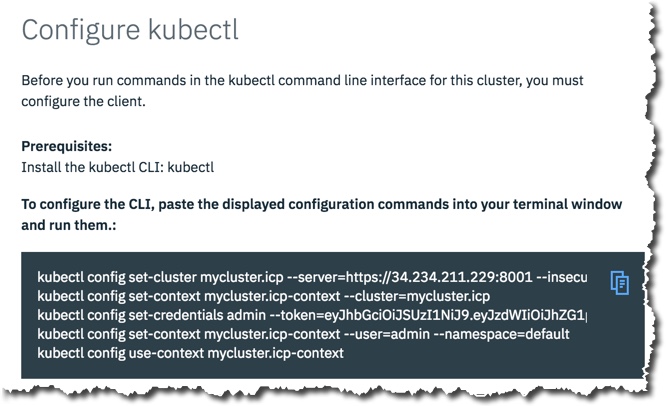 Configure kubectl
Before you run commands in the kubectl command line interface for this cluster, you must
configure the client.
Prerequisites:
Install the kubectl CLI: kubectl
To configure the CLI, paste the displayed configuration commands into your terminal window
and run them.:
kubectl config set-cluster mycluster.icp --server=https://34.234.211.229:8001 --insecu
kubectl config set-context mycluster.icp-context --cluster=mycluster.icp
kubectl config set-credentials admin --token=eyJhbGciOiJSUzI1NiJ9.eyJzdWIiOiJhZG1
kubectl config set-context mycluster.icp-context --user=admin --namespace=default
kubectl config use-context mycluster.icp-context